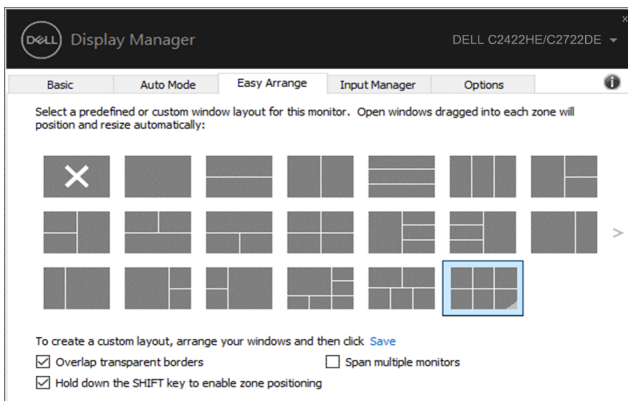 DELL Display Manager
DELL C2422HE/C2722DE
Basic Auto Mode Easy Arrange Input Manager Options
Select a predefined or custom window layout for this monitor. Open windows dragged into each zone will
position and resize automatically:
To create a custom layout, arrange your windows and then click Save
Overlap transparent borders Span multiple monitors
Hold down the SHIFT key to enable zone positioning